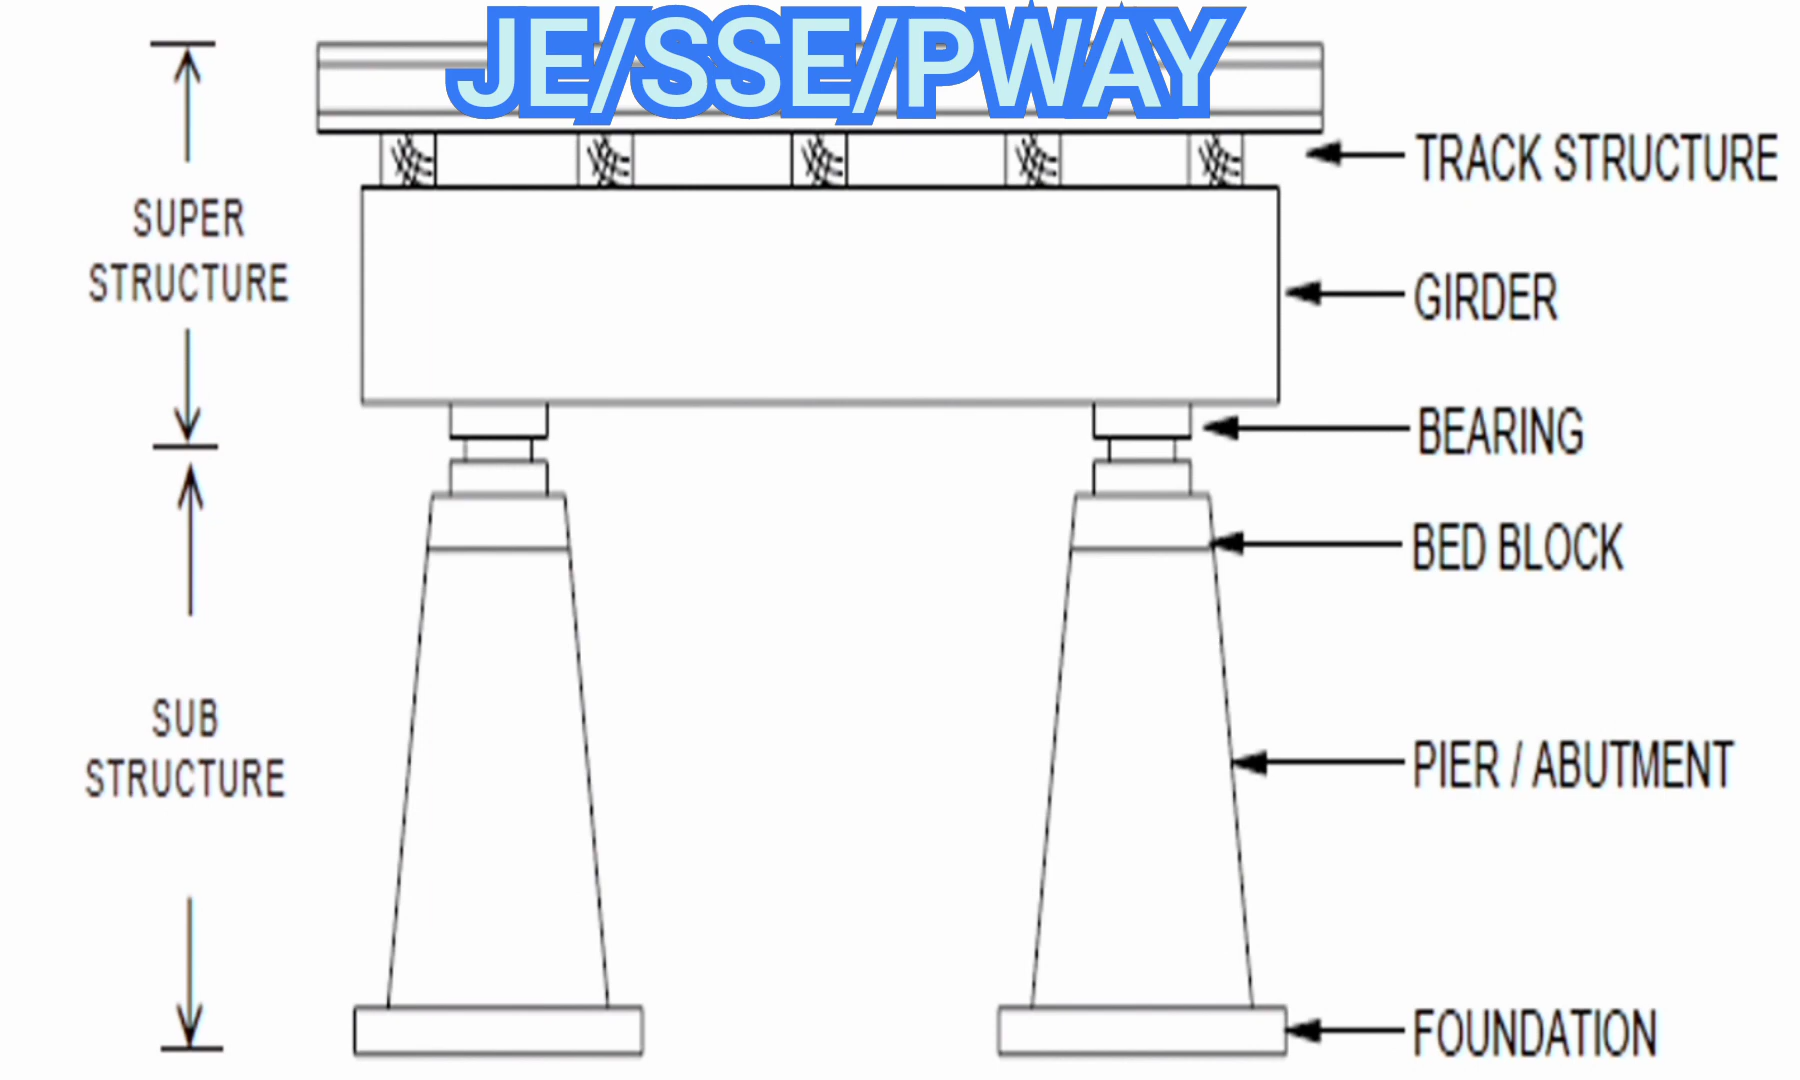 JE/SSE/PWAY
TRACK STRUCTURE
SUPER
STRUCTURE
GIRDER
BEARING
BED BLOCK
SUB
STRUCTURE
PIER / ABUTMENT
FOUNDATION